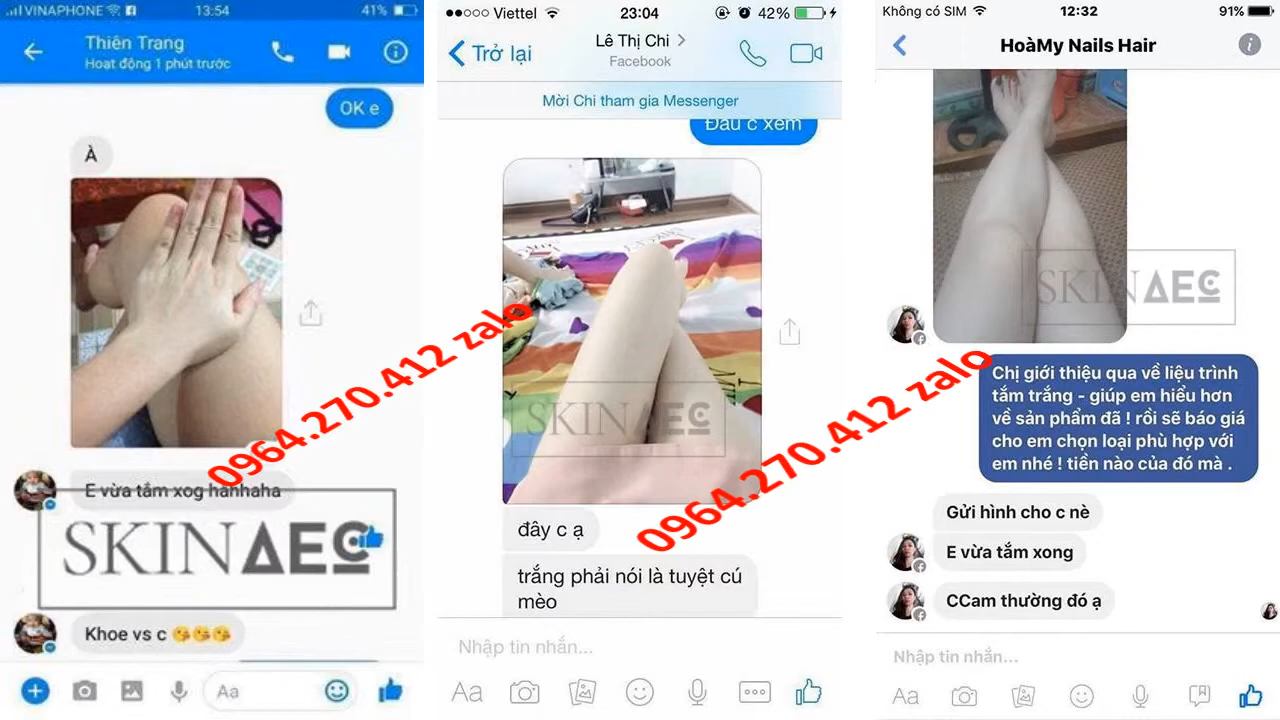 VINAPHONE
13:54
41%
Thiên Trang
Hoạt động 1 phút trước
OK e
À
E vừa tắm xog hahhaha
SKINAEC
Khoe vs c 😘😘😘
Aa
0964.270.412 zalo
Viettel
23:04
42%
Trở lại
Lê Thị Chi
Facebook
Mời Chi tham gia Messenger
Đâu c xem
SKINAEC
đây c ạ
trắng phải nói là tuyệt cú
mèo
Nhập tin nhắn...
Aa
0964.270.412 zalo
Không có SIM
12:32
91%
HoàMy Nails Hair
SKINAEC
Chị giới thiệu qua về liệu trình
tắm trắng - giúp em hiểu hơn
về sản phẩm đã ! rồi sẽ báo giá
cho em chọn loại phù hợp với
em nhé ! tiền nào của đó mà .
Gửi hình cho c nè
E vừa tắm xong
CCam thường đó ạ
Nhập tin nhắn...
Aa